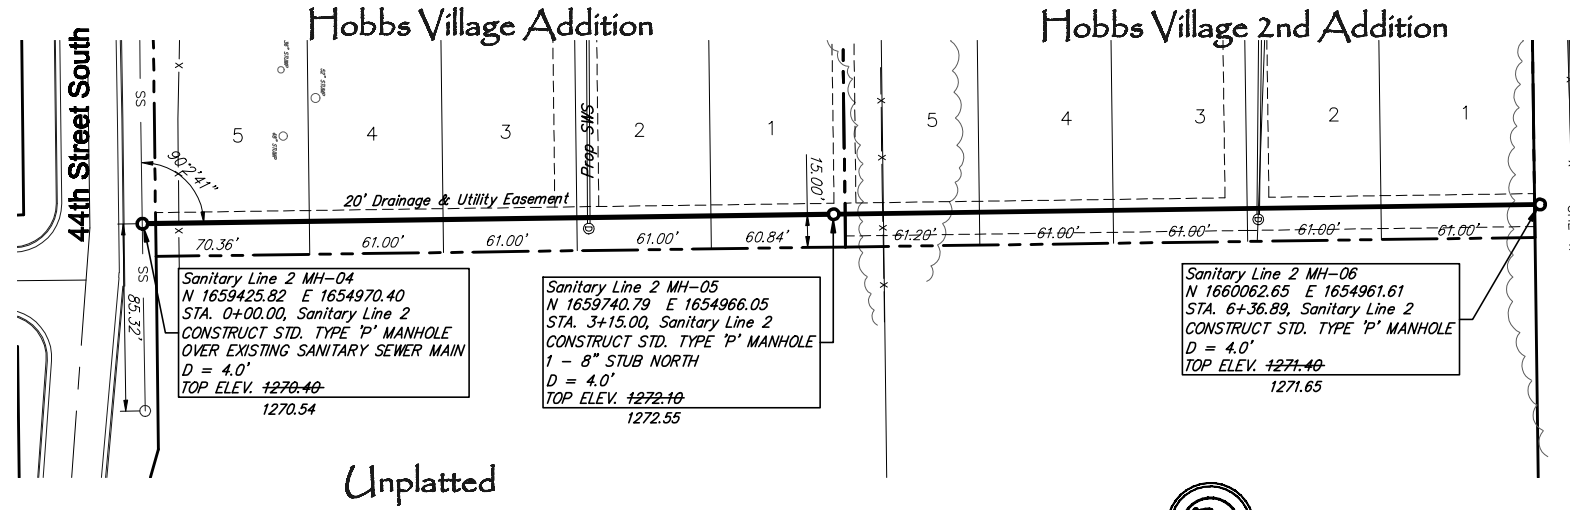 Hobbs Village Addition
Hobbs Village 2nd Addition
44th Street South
SS
36" STUMP
52" STUMP
48" STUMP
5
4
3
2
1
5
4
3
2
1
Prop SWS
90°2'41"
15.00'
20' Drainage & Utility Easement
70.36'
61.00'
61.00'
61.00'
60.84'
61.20'
61.00'
61.00'
61.00'
61.00'
SS
85.32'
Sanitary Line 2 MH-04
N 1659425.82 E 1654970.40
STA. 0+00.00, Sanitary Line 2
CONSTRUCT STD. TYPE 'P' MANHOLE
OVER EXISTING SANITARY SEWER MAIN
D = 4.0'
TOP ELEV. 1270.40
1270.54
Sanitary Line 2 MH-05
N 1659740.79 E 1654966.05
STA. 3+15.00, Sanitary Line 2
CONSTRUCT STD. TYPE 'P' MANHOLE
1 - 8" STUB NORTH
D = 4.0'
TOP ELEV. 1272.10
1272.55
Sanitary Line 2 MH-06
N 1660062.65 E 1654961.61
STA. 6+36.89, Sanitary Line 2
CONSTRUCT STD. TYPE 'P' MANHOLE
D = 4.0'
TOP ELEV. 1271.40
1271.65
Unplatted